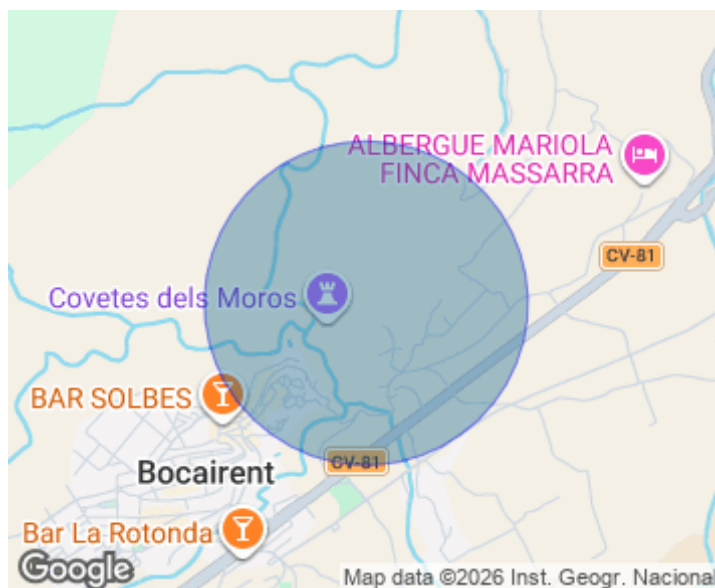 ALBERGUE MARIOLA
FINCA MASSARRA
CV-81
Covetes dels Moros
BAR SOLBES
CV-81
Bocairent
Bar La Rotonda
Google
Map data ©2026 Inst. Geogr. Nacional